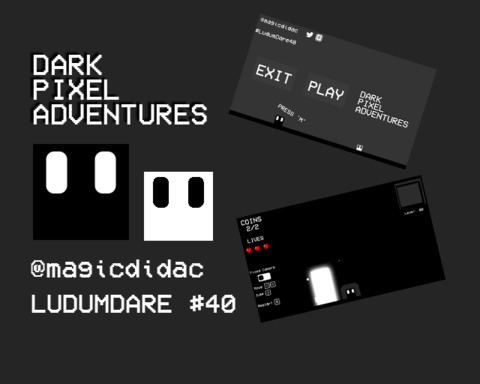 DARK
PIXEL
ADVENTURES
@magicdidac
LUDUMDARE #40
@magicdidac
#LudumDare40
EXIT
PLAY
DARK
PIXEL
ADVENTURES
PRESS 'M'
COINS
2/2
LIVES